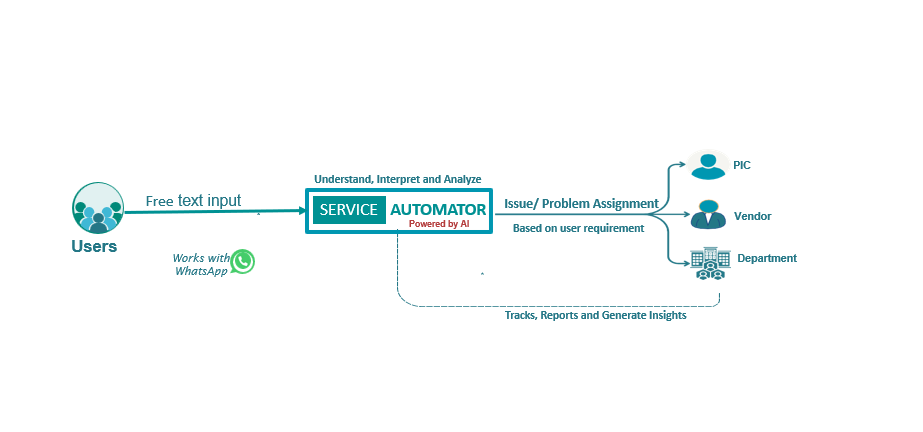 Users
Free text input
Works with
WhatsApp
Understand, Interpret and Analyze
SERVICE AUTOMATOR
Powered by AI
Issue/ Problem Assignment
Based on user requirement
PIC
Vendor
Department
Tracks, Reports and Generate Insights